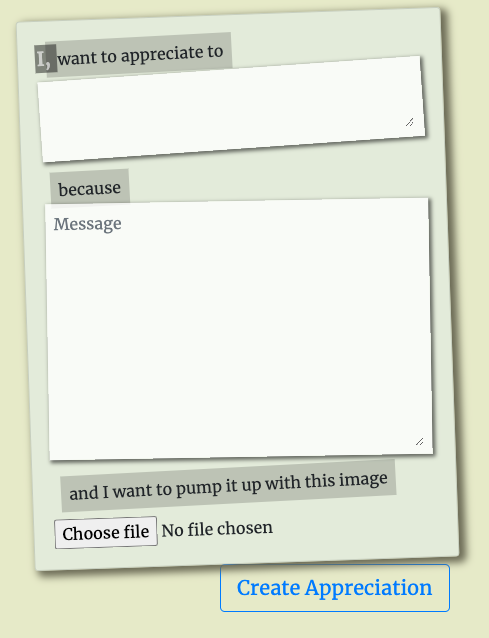 I, want to appreciate to
because
Message
and I want to pump it up with this image
Choose file No file chosen
Create Appreciation